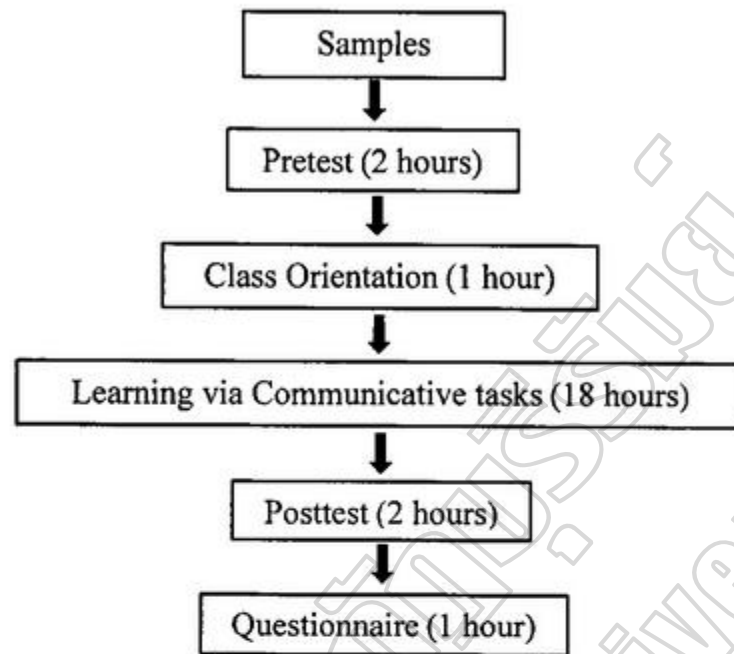 Samples
Pretest (2 hours)
Class Orientation (1 hour)
Learning via Communicative tasks (18 hours)
Posttest (2 hours)
Questionnaire (1 hour)